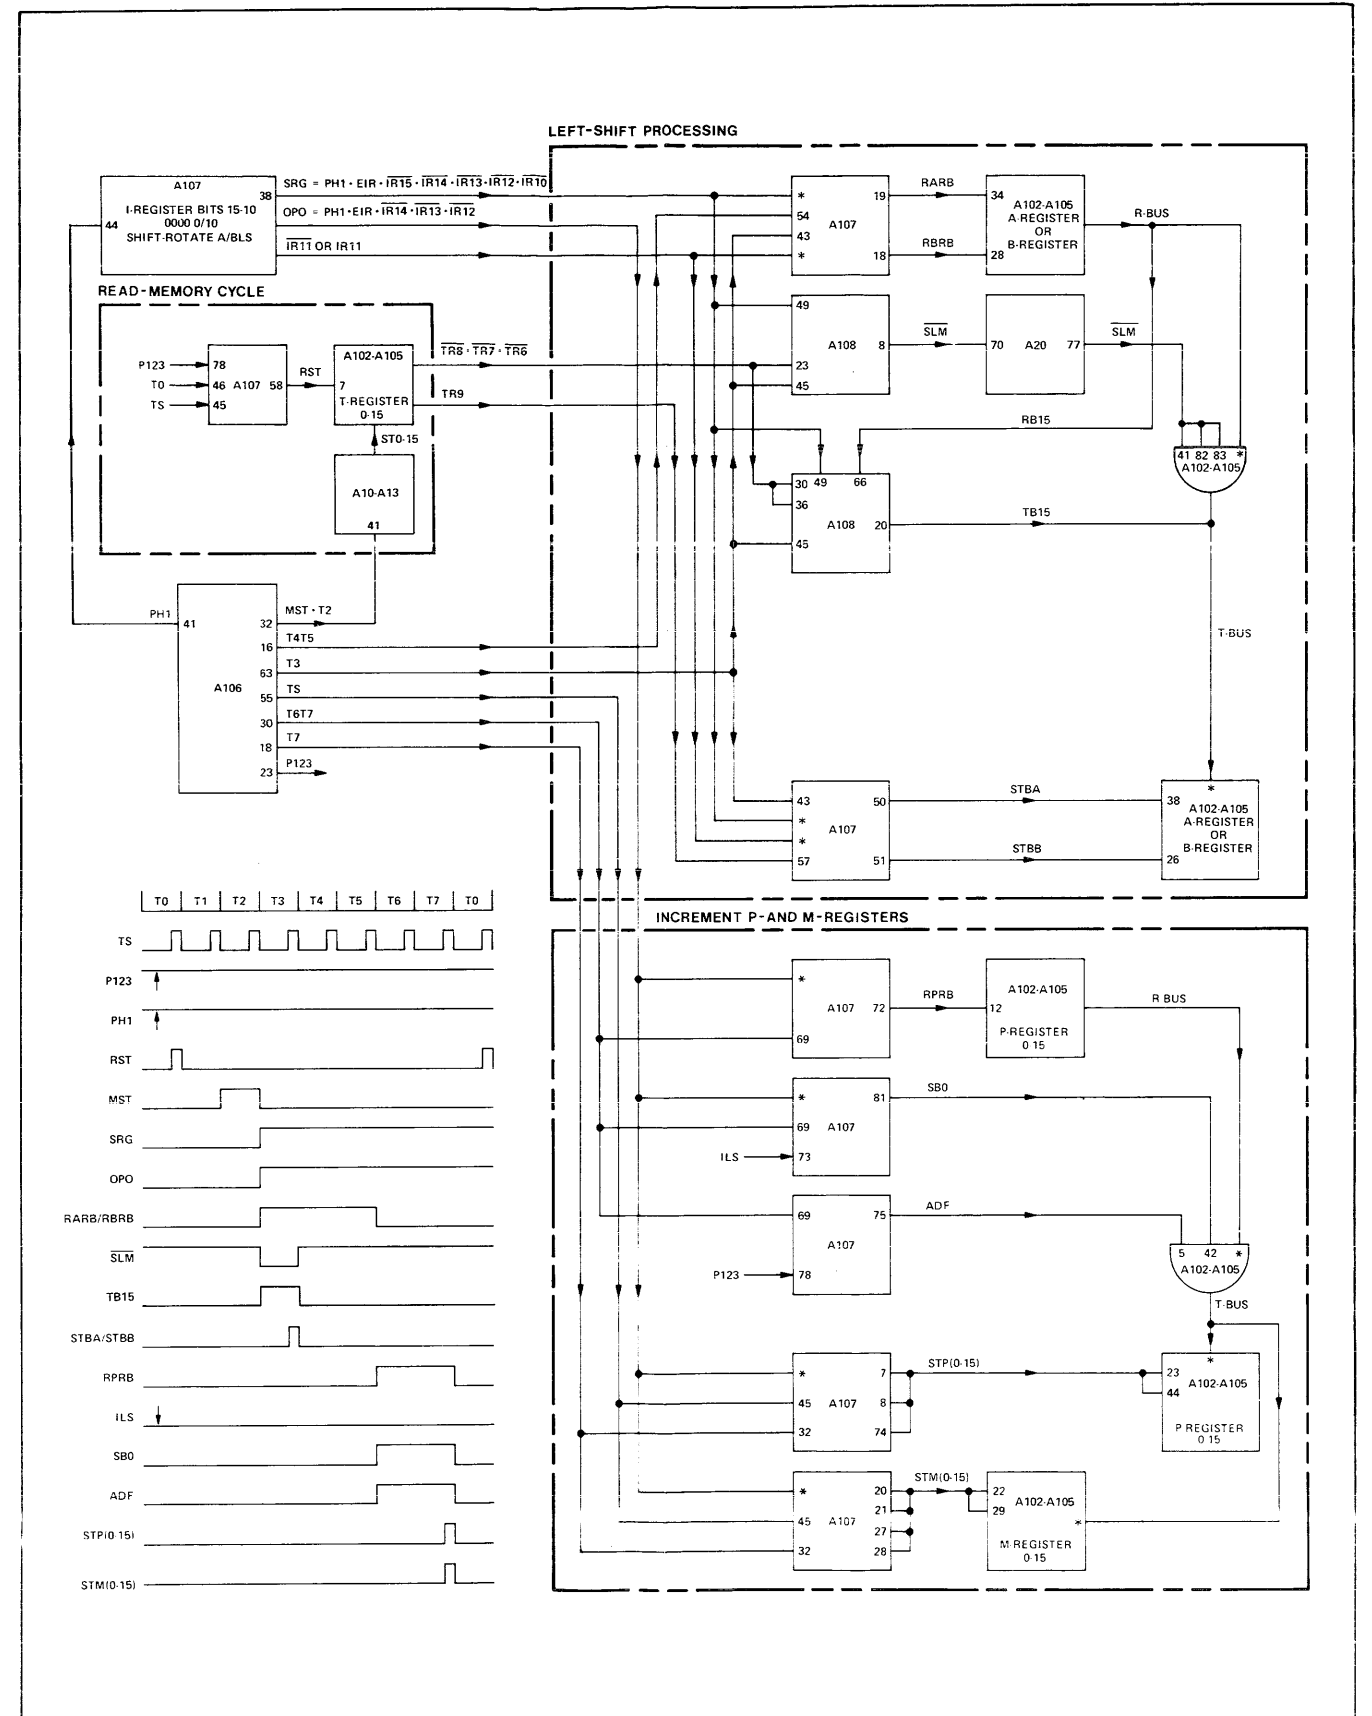 LEFT-SHIFT PROCESSING
A107
38
I-REGISTER BITS 15-10
0000 0/10
SHIFT-ROTATE A/BLS
44
SRG = PH1 · EIR · IR15 · IR14 · IR13 · IR12 · IR10
OPO = PH1 · EIR · IR14 · IR13 · IR12
IR11 OR IR11
*
54
43
*
A107
19
18
RARB
RBRB
34
28
A102-A105
A-REGISTER
OR
B-REGISTER
R-BUS
READ-MEMORY CYCLE
P123
T0
TS
78
46
45
A107
58
RST
A102-A105
7
T-REGISTER
0-15
ST0-15
A10-A13
41
TR8 · TR7 · TR6
TR9
49
23
45
A108
8
SLM
70
A20
77
SLM
RB15
41 82 83 *
A102-A105
30
36
49
66
A108
20
45
TB15
T-BUS
PH1
41
A106
32
16
63
55
30
18
23
MST · T2
T4T5
T3
TS
T6T7
T7
P123
43
*
*
57
A107
50
51
STBA
STBB
*
38
26
A102-A105
A-REGISTER
OR
B-REGISTER
T0 T1 T2 T3 T4 T5 T6 T7 T0
TS
P123
PH1
RST
MST
SRG
OPO
RARB/RBRB
SLM
TB15
STBA/STBB
RPRB
ILS
SB0
ADF
STP(0-15)
STM(0-15)
INCREMENT P-AND M-REGISTERS
*
69
A107
72
RPRB
12
A102-A105
P-REGISTER
0-15
R BUS
*
69
73
ILS
A107
81
SB0
69
78
P123
A107
75
ADF
5 42 *
A102-A105
T-BUS
*
45
32
A107
7
8
74
STP(0-15)
*
23
44
A102-A105
P REGISTER
0 15
*
45
32
A107
20
21
27
28
STM(0-15)
22
29
A102-A105
*
M-REGISTER
0-15